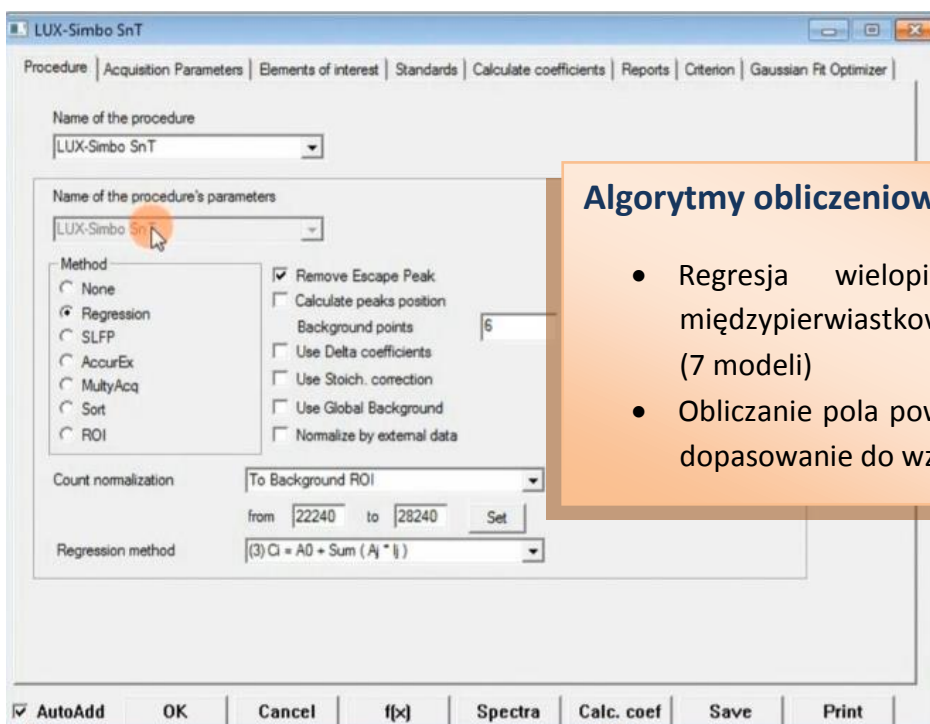 LUX-Simbo SnT
Procedure Acquisition Parameters Elements of interest Standards Calculate coefficients Reports Criterion Gaussian Fit Optimizer
Name of the procedure
LUX-Simbo SnT
Name of the procedure's parameters
LUX-Simbo SnT
Method
None
Regression
SLFP
AccurEx
MultyAcq
Sort
ROI
Remove Escape Peak
Calculate peaks position
Background points 6
Use Delta coefficients
Use Stoich. correction
Use Global Background
Normalize by external data
Count normalization To Background ROI
from 22240 to 28240 Set
Regression method (3) Ci = A0 + Sum ( Aj * Ij )
Algorytmy obliczeniow
• Regresja wielopi
międzypierwiastkow
(7 modeli)
• Obliczanie pola pow
dopasowanie do wz
AutoAdd OK Cancel f(x) Spectra Calc. coef Save Print